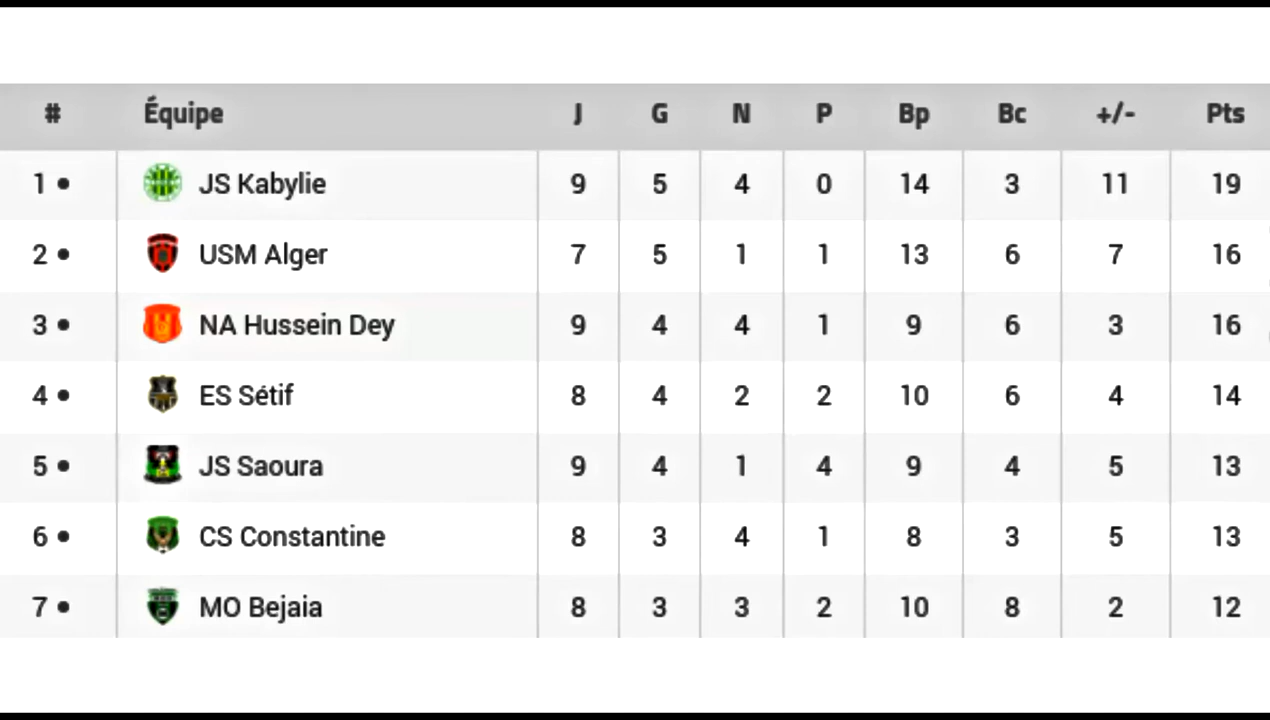 # Équipe J G N P Bp Bc +/- Pts
1 • JS Kabylie 9 5 4 0 14 3 11 19
2 • USM Alger 7 5 1 1 13 6 7 16
3 • NA Hussein Dey 9 4 4 1 9 6 3 16
4 • ES Sétif 8 4 2 2 10 6 4 14
5 • JS Saoura 9 4 1 4 9 4 5 13
6 • CS Constantine 8 3 4 1 8 3 5 13
7 • MO Bejaia 8 3 3 2 10 8 2 12